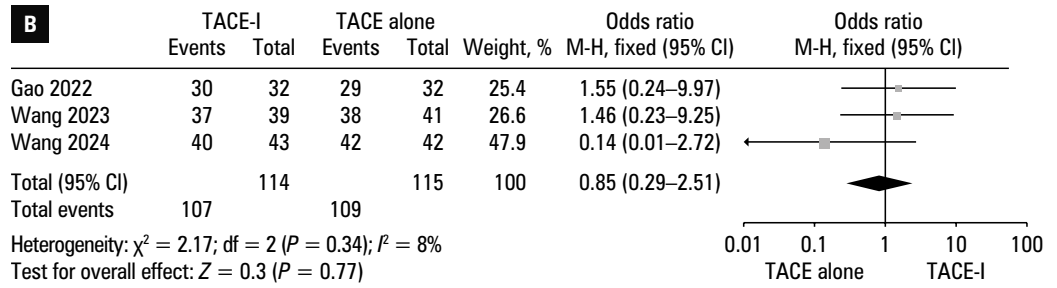 B
TACE-I TACE alone Odds ratio Odds ratio
Events Total Events Total Weight, % M-H, fixed (95% CI) M-H, fixed (95% CI)
Gao 2022 30 32 29 32 25.4 1.55 (0.24–9.97)
Wang 2023 37 39 38 41 26.6 1.46 (0.23–9.25)
Wang 2024 40 43 42 42 47.9 0.14 (0.01–2.72)
Total (95% CI) 114 115 100 0.85 (0.29–2.51)
Total events 107 109
Heterogeneity: χ² = 2.17; df = 2 (P = 0.34); I² = 8%
Test for overall effect: Z = 0.3 (P = 0.77)
0.01 0.1 1 10 100
TACE alone TACE-I